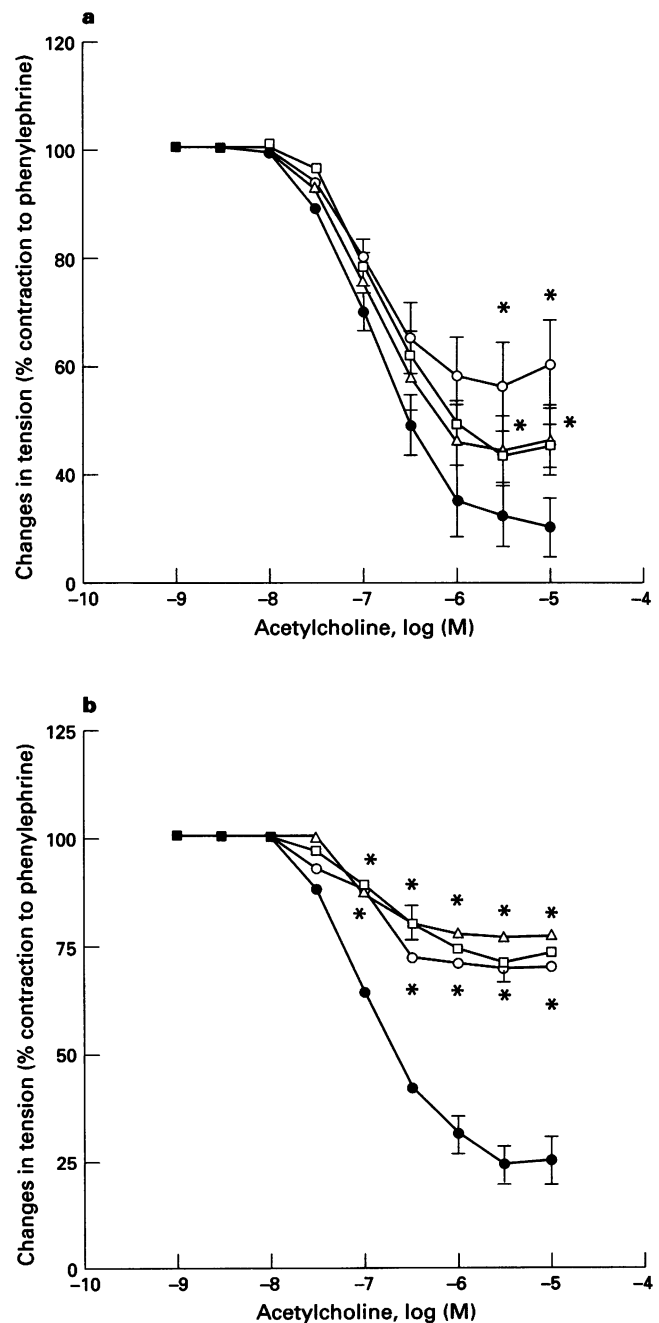 a
120
100
80
60
40
20
0
Changes in tension (% contraction to phenylephrine)
* *
* *
-10 -9 -8 -7 -6 -5 -4
Acetylcholine, log (M)
b
125
100
75
50
25
0
Changes in tension (% contraction to phenylephrine)
* * * * *
* * * * *
-10 -9 -8 -7 -6 -5 -4
Acetylcholine, log (M)